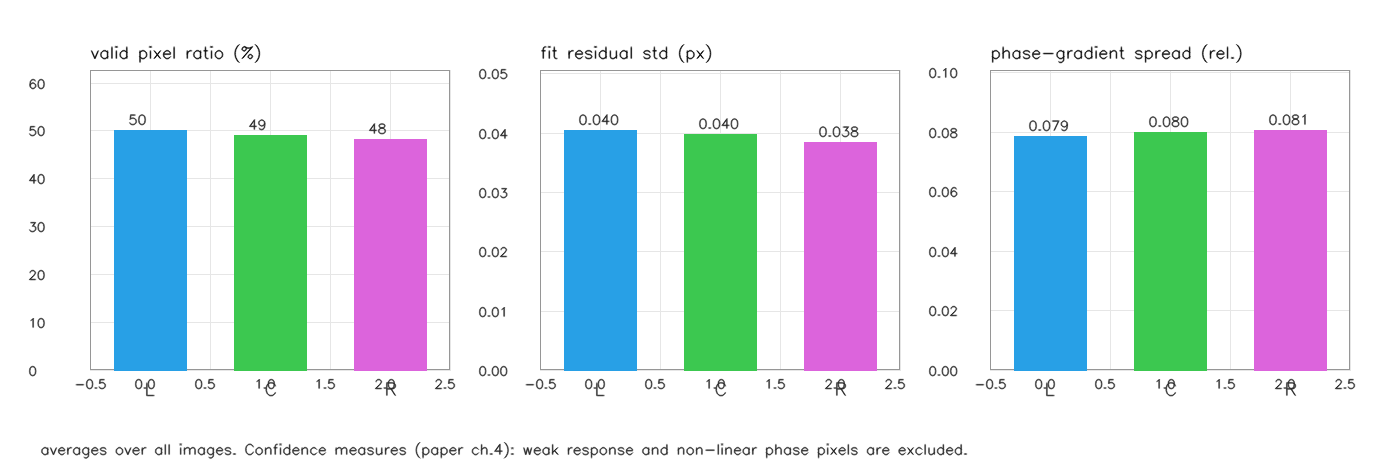 valid pixel ratio (%)
60
50
40
30
20
10
0
50
49
48
−0.5 0.0 0.5 1.0 1.5 2.0 2.5
L C R
fit residual std (px)
0.05
0.04
0.03
0.02
0.01
0.00
0.040
0.040
0.038
−0.5 0.0 0.5 1.0 1.5 2.0 2.5
L C R
phase−gradient spread (rel.)
0.10
0.08
0.06
0.04
0.02
0.00
0.079
0.080
0.081
−0.5 0.0 0.5 1.0 1.5 2.0 2.5
L C R
averages over all images. Confidence measures (paper ch.4): weak response and non−linear phase pixels are excluded.